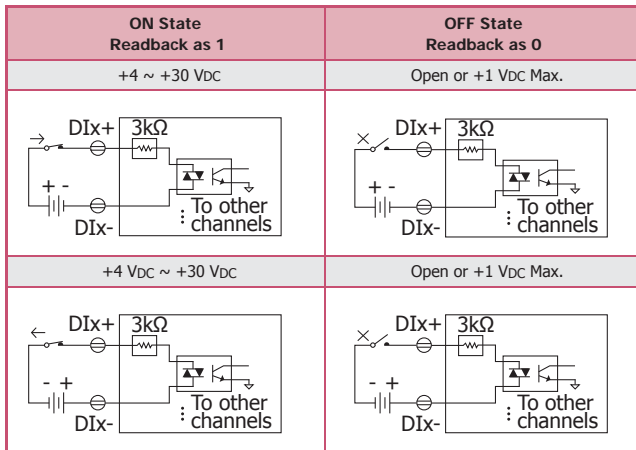 ON State
Readback as 1
OFF State
Readback as 0
+4 ~ +30 VDC
Open or +1 VDC Max.
DIx+
3kΩ
+ -
DIx-
To other
channels
DIx+
3kΩ
+ -
DIx-
To other
channels
+4 VDC ~ +30 VDC
Open or +1 VDC Max.
DIx+
3kΩ
- +
DIx-
To other
channels
DIx+
3kΩ
- +
DIx-
To other
channels